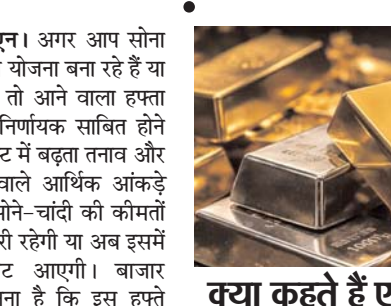 एन। अगर आप सोना
योजना बना रहे हैं या
तो आने वाला हफ्ता
निर्णायक साबित होने
में बढ़ता तनाव और
वाले आर्थिक आंकड़े
सोने-चांदी की कीमतों
री रहेगी या अब इसमें
आएगी। बाजार
है कि इस हफ्ते
क्या कहते हैं